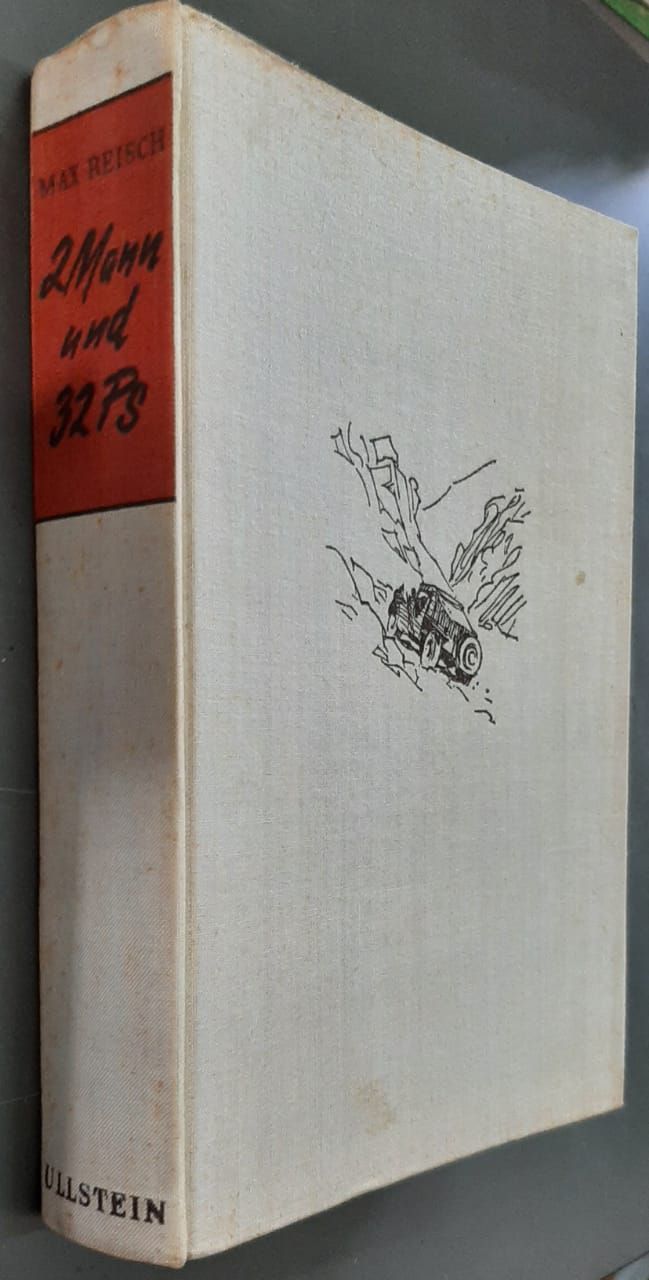 MAX REISCH
2 Mann
und
32 Ps
ULLSTEIN